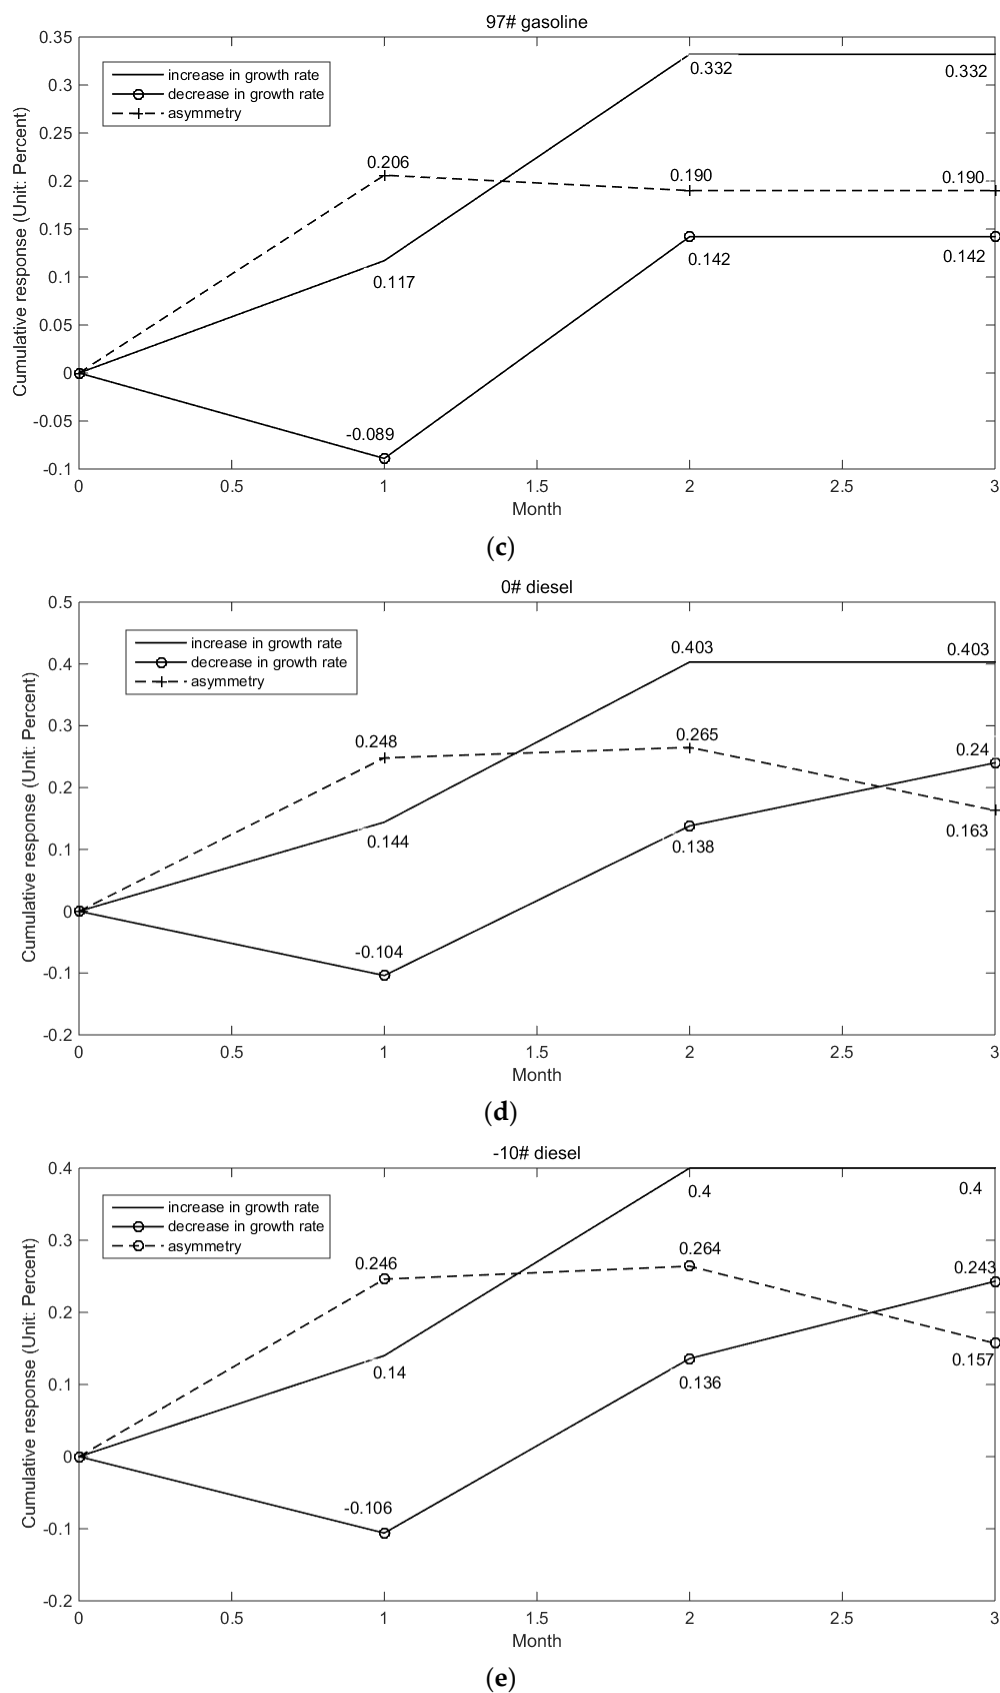 97# gasoline
0.35
0.3
0.25
0.2
0.15
0.1
0.05
0
-0.05
-0.1
Cumulative response (Unit: Percent)
increase in growth rate
decrease in growth rate
asymmetry
0.332
0.332
0.206
0.190
0.190
0.117
0.142
0.142
-0.089
0 0.5 1 1.5 2 2.5 3
Month
(c)
0# diesel
0.5
0.4
0.3
0.2
0.1
0
-0.1
-0.2
Cumulative response (Unit: Percent)
increase in growth rate
decrease in growth rate
asymmetry
0.403
0.403
0.248
0.265
0.24
0.144
0.138
0.163
-0.104
0 0.5 1 1.5 2 2.5 3
Month
(d)
-10# diesel
0.4
0.3
0.2
0.1
0
-0.1
-0.2
Cumulative response (Unit: Percent)
increase in growth rate
decrease in growth rate
asymmetry
0.4
0.4
0.246
0.264
0.243
0.14
0.136
0.157
-0.106
0 0.5 1 1.5 2 2.5 3
Month
(e)